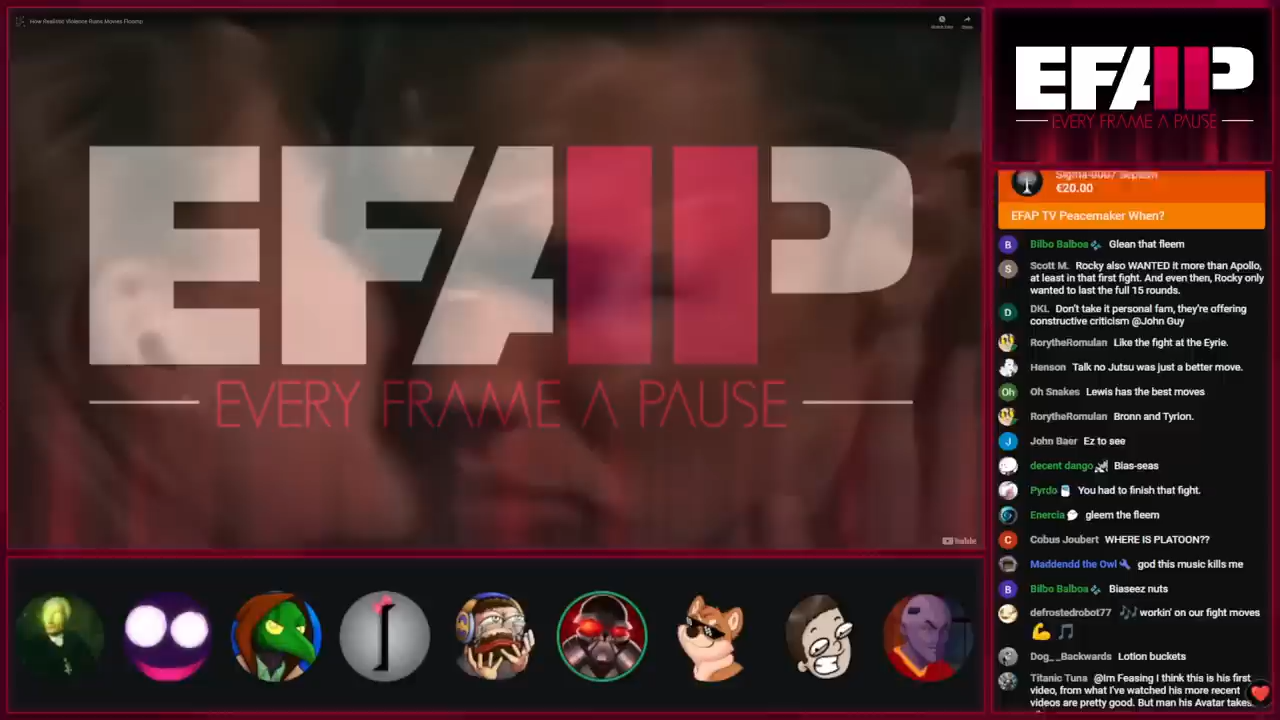 How Realistic Violence Ruins Movies Floomp
Watch later
Share
EFAP
EVERY FRAME A PAUSE
YouTube
EFAP
EVERY FRAME A PAUSE
€20.00
EFAP TV Peacemaker When?
B Bilbo Balboa Glean that fleem
S Scott M. Rocky also WANTED it more than Apollo,
at least in that first fight. And even then, Rocky only
wanted to last the full 15 rounds.
D DKL Don't take it personal fam, they're offering
constructive criticism @John Guy
RorytheRomulan Like the fight at the Eyrie.
Henson Talk no Jutsu was just a better move.
Oh Oh Snakes Lewis has the best moves
RorytheRomulan Bronn and Tyrion.
J John Baer Ez to see
decent dango Bias-seas
Pyrdo You had to finish that fight.
Enercia gleem the fleem
C Cobus Joubert WHERE IS PLATOON??
Maddendd the Owl god this music kills me
B Bilbo Balboa Biaseez nuts
defrostedrobot77 🎶 workin' on our fight moves
💪 🎵
Dog__Backwards Lotion buckets
Titanic Tuna @Im Feasing I think this is his first
video, from what I've watched his more recent
videos are pretty good. But man his Avatar takes